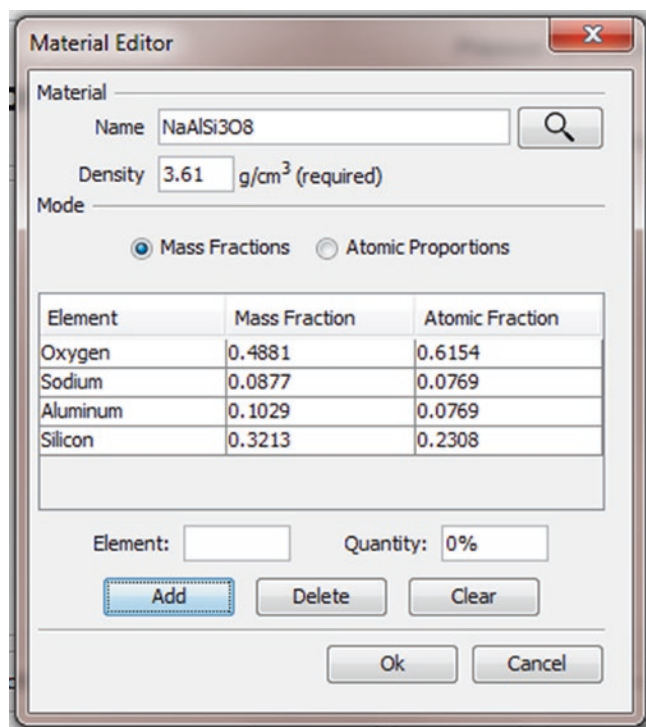 Material Editor
Material
Name NaAlSi3O8
Density 3.61 g/cm³ (required)
Mode
Mass Fractions Atomic Proportions
Element Mass Fraction Atomic Fraction
Oxygen 0.4881 0.6154
Sodium 0.0877 0.0769
Aluminum 0.1029 0.0769
Silicon 0.3213 0.2308
Element: Quantity: 0%
Add Delete Clear
Ok Cancel